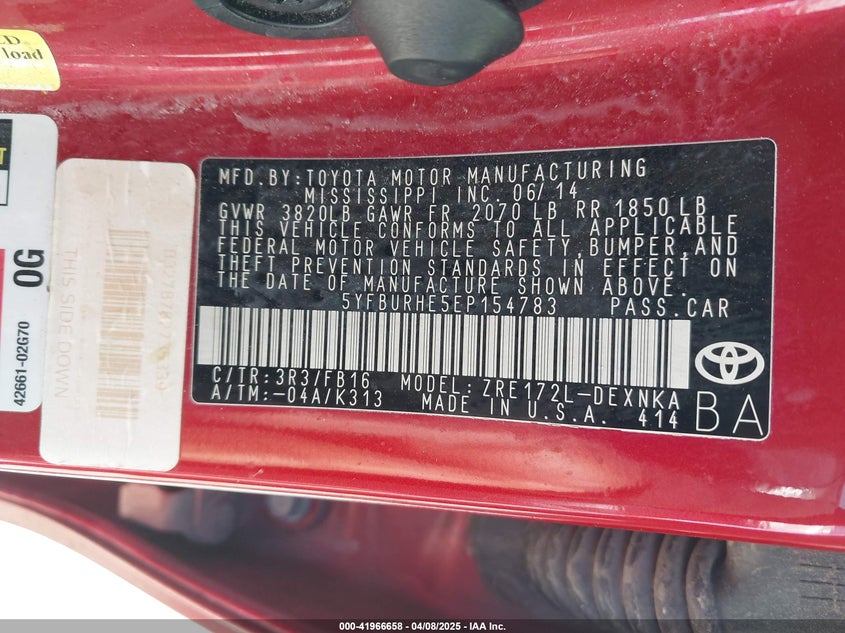 D
load
T
0G
42661-02G70
THIS SIDE DOWN
MFD.BY:TOYOTA MOTOR MANUFACTURING
MISSISSIPPI INC. 06/14
GVWR 3820LB GAWR FR 2070 LB RR 1850LB
THIS VEHICLE CONFORMS TO ALL APPLICABLE
FEDERAL MOTOR VEHICLE SAFETY,BUMPER,AND
THEFT PREVENTION STANDARDS IN EFFECT ON
THE DATE OF MANUFACTURE SHOWN ABOVE.
5YFBURHE5EP154783 PASS.CAR
C/TR:3R3/FB16 MODEL:ZRE172L-DEXNKA
A/TM:-04A/K313 MADE IN U.S.A. 414
BA
000-41966658 - 04/08/2025 - IAA Inc.